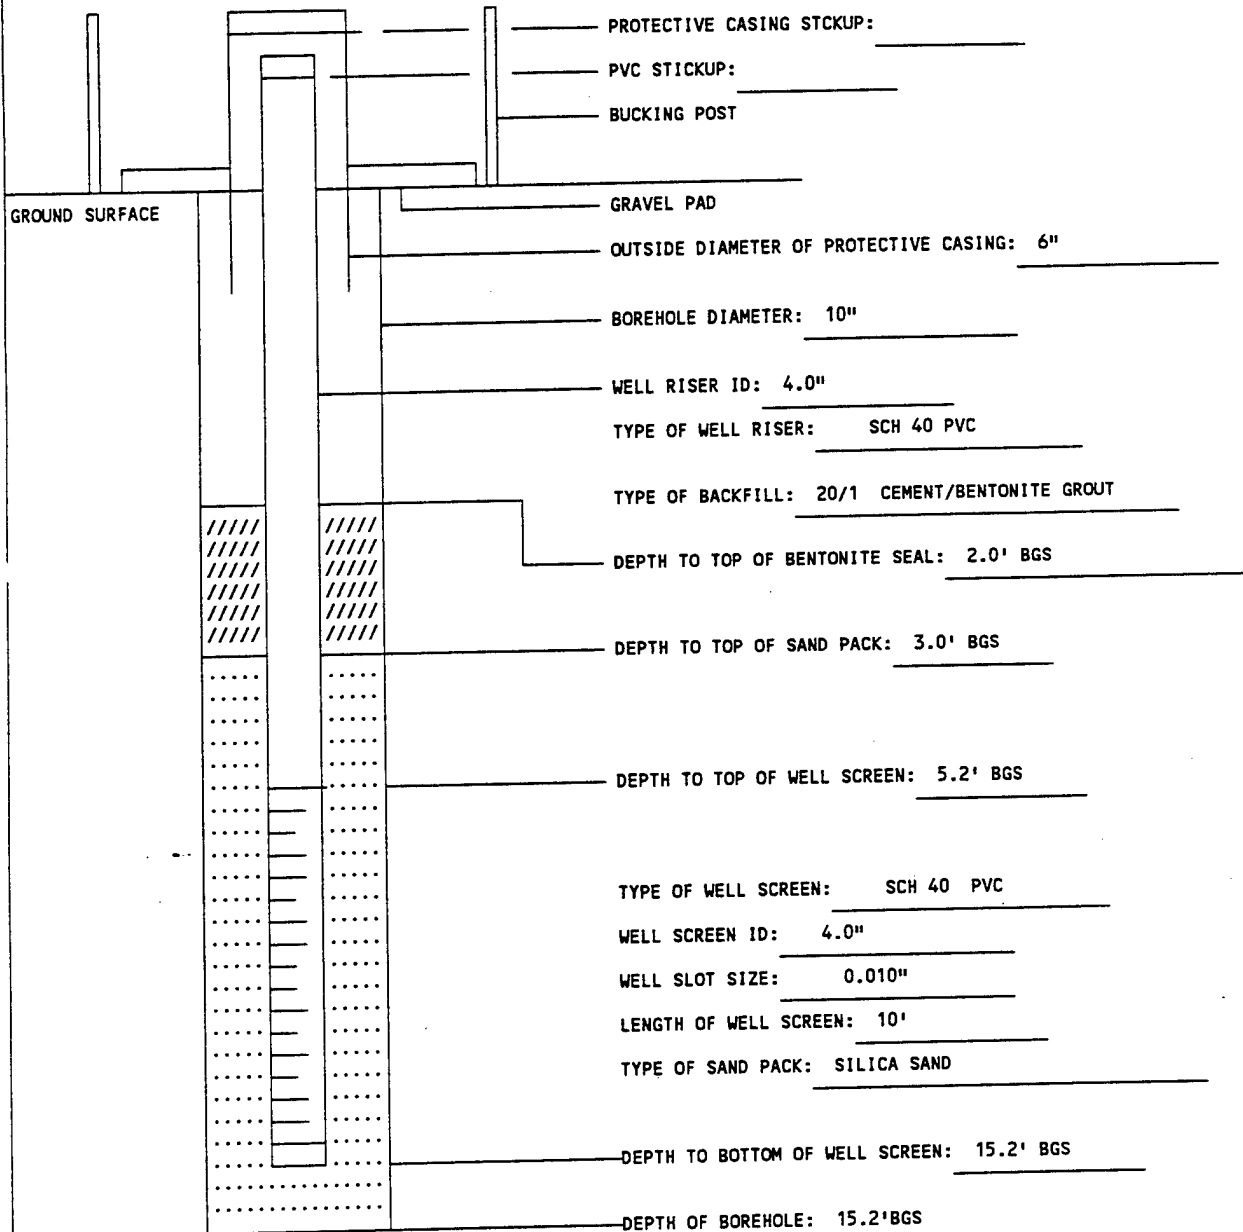 PROTECTIVE CASING STCKUP:
PVC STICKUP:
BUCKING POST
GROUND SURFACE
GRAVEL PAD
OUTSIDE DIAMETER OF PROTECTIVE CASING: 6"
BOREHOLE DIAMETER: 10"
WELL RISER ID: 4.0"
TYPE OF WELL RISER: SCH 40 PVC
TYPE OF BACKFILL: 20/1 CEMENT/BENTONITE GROUT
DEPTH TO TOP OF BENTONITE SEAL: 2.0' BGS
DEPTH TO TOP OF SAND PACK: 3.0' BGS
DEPTH TO TOP OF WELL SCREEN: 5.2' BGS
TYPE OF WELL SCREEN: SCH 40 PVC
WELL SCREEN ID: 4.0"
WELL SLOT SIZE: 0.010"
LENGTH OF WELL SCREEN: 10'
TYPE OF SAND PACK: SILICA SAND
DEPTH TO BOTTOM OF WELL SCREEN: 15.2' BGS
DEPTH OF BOREHOLE: 15.2'BGS